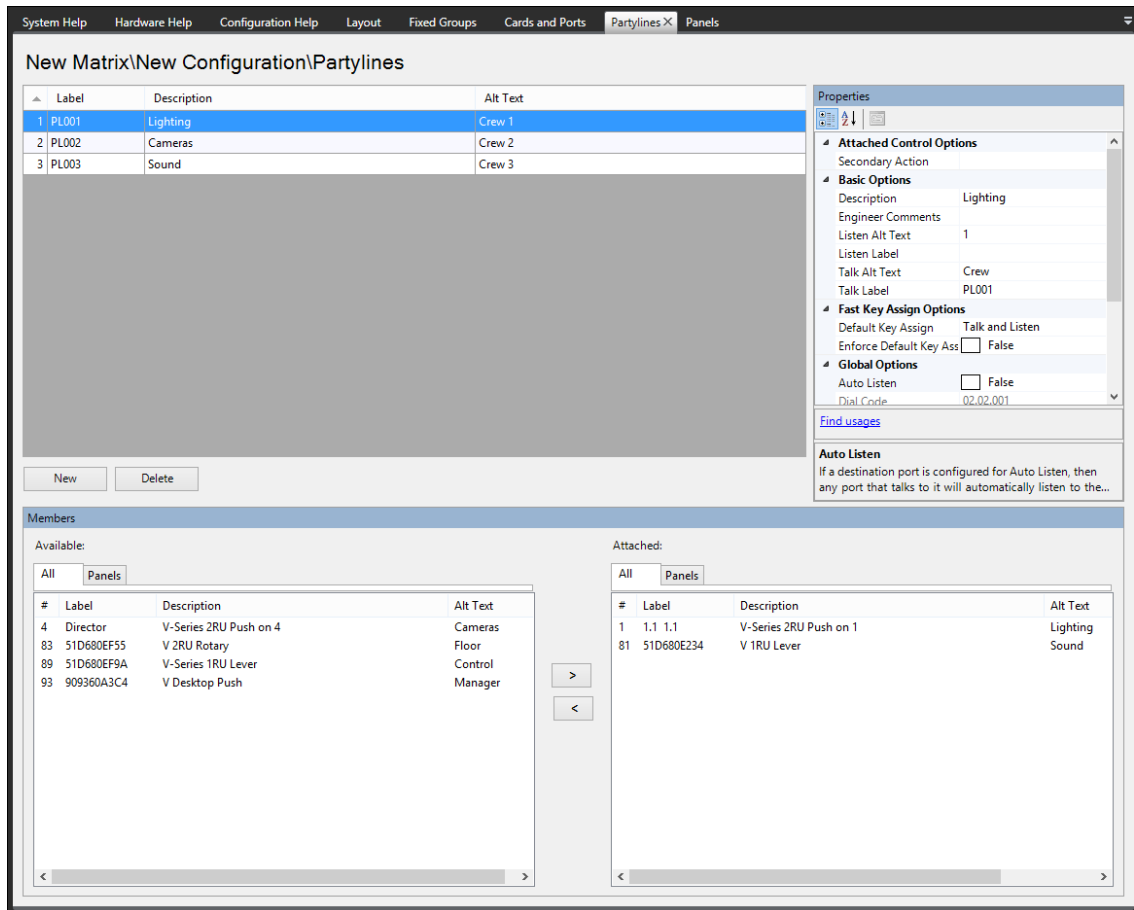 System Help Hardware Help Configuration Help Layout Fixed Groups Cards and Ports Partylines Panels
New Matrix\New Configuration\Partylines
Label Description Alt Text
1 PL001 Lighting Crew 1
2 PL002 Cameras Crew 2
3 PL003 Sound Crew 3
New Delete
Properties
Attached Control Options
Secondary Action
Basic Options
Description Lighting
Engineer Comments
Listen Alt Text 1
Listen Label
Talk Alt Text Crew
Talk Label PL001
Fast Key Assign Options
Default Key Assign Talk and Listen
Enforce Default Key Ass False
Global Options
Auto Listen False
Dial Code 02.02.001
Find usages
Auto Listen
If a destination port is configured for Auto Listen, then
any port that talks to it will automatically listen to the...
Members
Available:
All Panels
# Label Description Alt Text
4 Director V-Series 2RU Push on 4 Cameras
83 51D680EF55 V 2RU Rotary Floor
89 51D680EF9A V-Series 1RU Lever Control
93 909360A3C4 V Desktop Push Manager
>
<
Attached:
All Panels
# Label Description Alt Text
1 1.1 1.1 V-Series 2RU Push on 1 Lighting
81 51D680E234 V 1RU Lever Sound